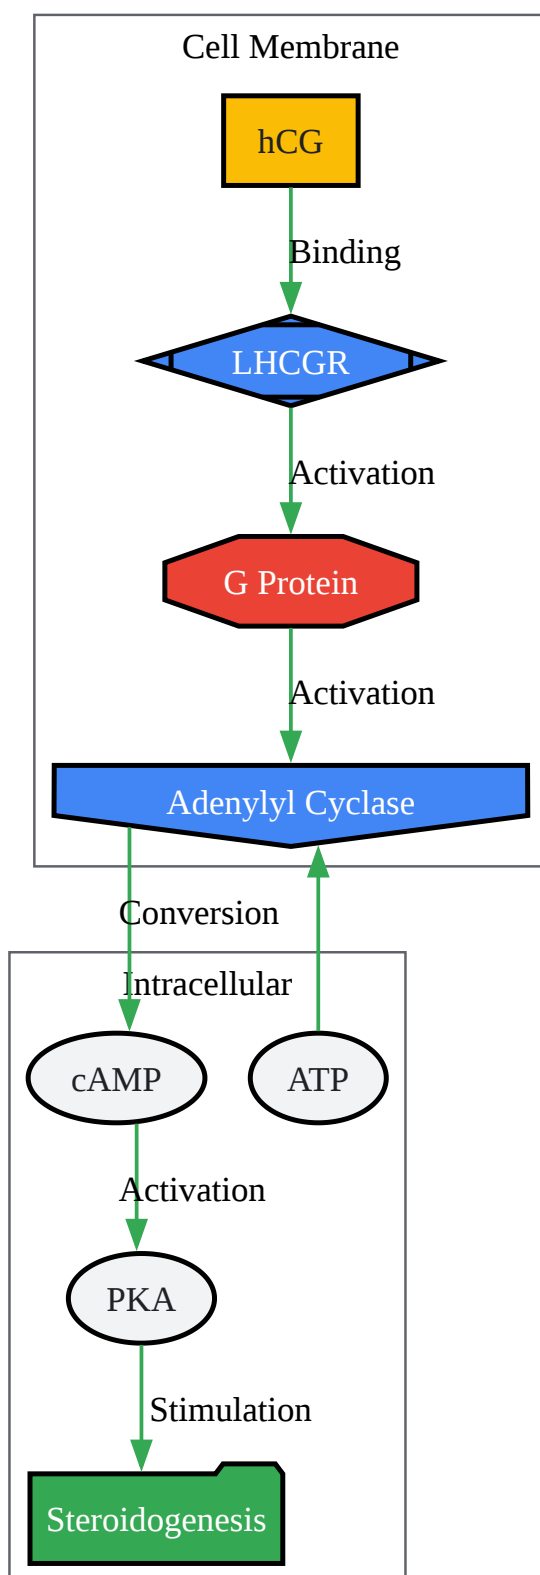 Cell Membrane
hCG
Binding
LHCGR
Activation
G Protein
Activation
Adenylyl Cyclase
Conversion
Intracellular
cAMP
ATP
Activation
PKA
Stimulation
Steroidogenesis